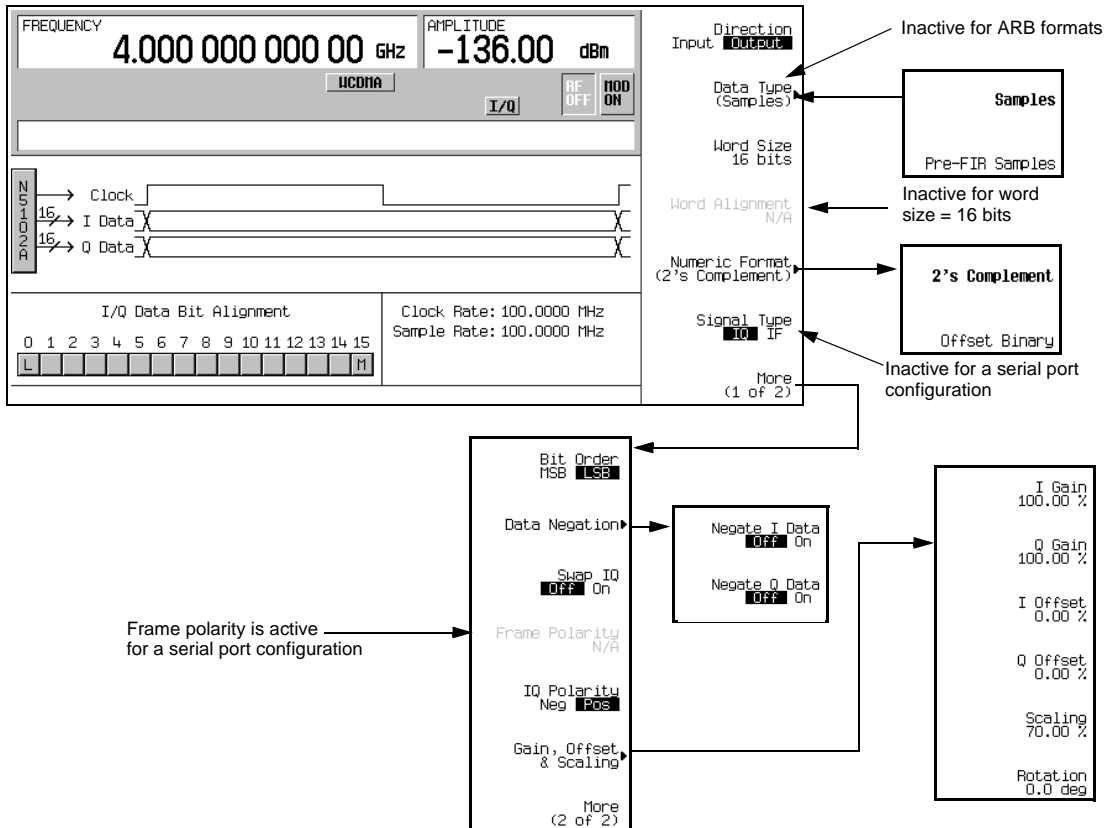 FREQUENCY
4.000 000 000 00 GHz
AMPLITUDE
-136.00 dBm
WCDMA
I/Q
RF OFF
MOD ON
N5102A
Clock
16 I Data
16 Q Data
I/Q Data Bit Alignment
0 1 2 3 4 5 6 7 8 9 10 11 12 13 14 15
L M
Clock Rate: 100.0000 MHz
Sample Rate: 100.0000 MHz
Direction
Input Output
Data Type
(Samples)
Word Size
16 bits
Word Alignment
N/A
Numeric Format
(2's Complement)
Signal Type
IQ IF
More
(1 of 2)
Inactive for ARB formats
Samples
Pre-FIR Samples
Inactive for word
size = 16 bits
2's Complement
Offset Binary
Inactive for a serial port
configuration
Bit Order
MSB LSB
Data Negation
Swap IQ
Off On
Frame Polarity
N/A
IQ Polarity
Neg Pos
Gain, Offset
& Scaling
More
(2 of 2)
Frame polarity is active
for a serial port configuration
Negate I Data
Off On
Negate Q Data
Off On
I Gain
100.00 %
Q Gain
100.00 %
I Offset
0.00 %
Q Offset
0.00 %
Scaling
70.00 %
Rotation
0.0 deg